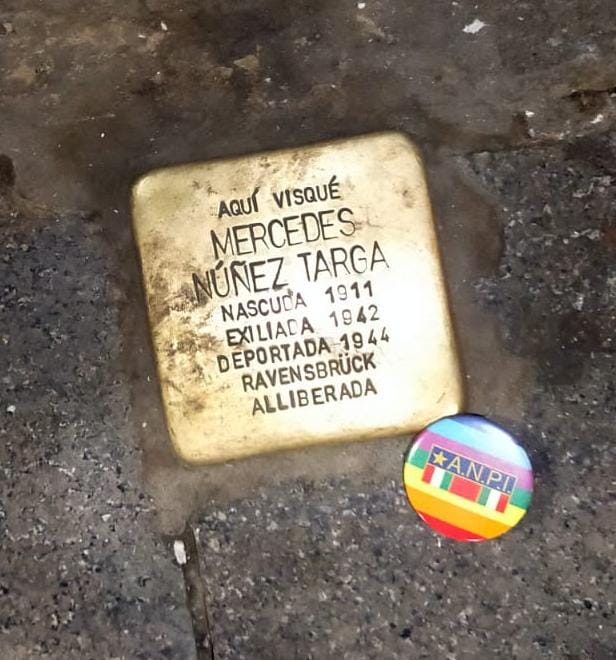 AQUÍ VISQUÉ
MERCEDES
NÚÑEZ TARGA
NASCUDA 1911
EXILIADA 1942
DEPORTADA 1944
RAVENSBRÜCK
ALLIBERADA
A.N.P.I.